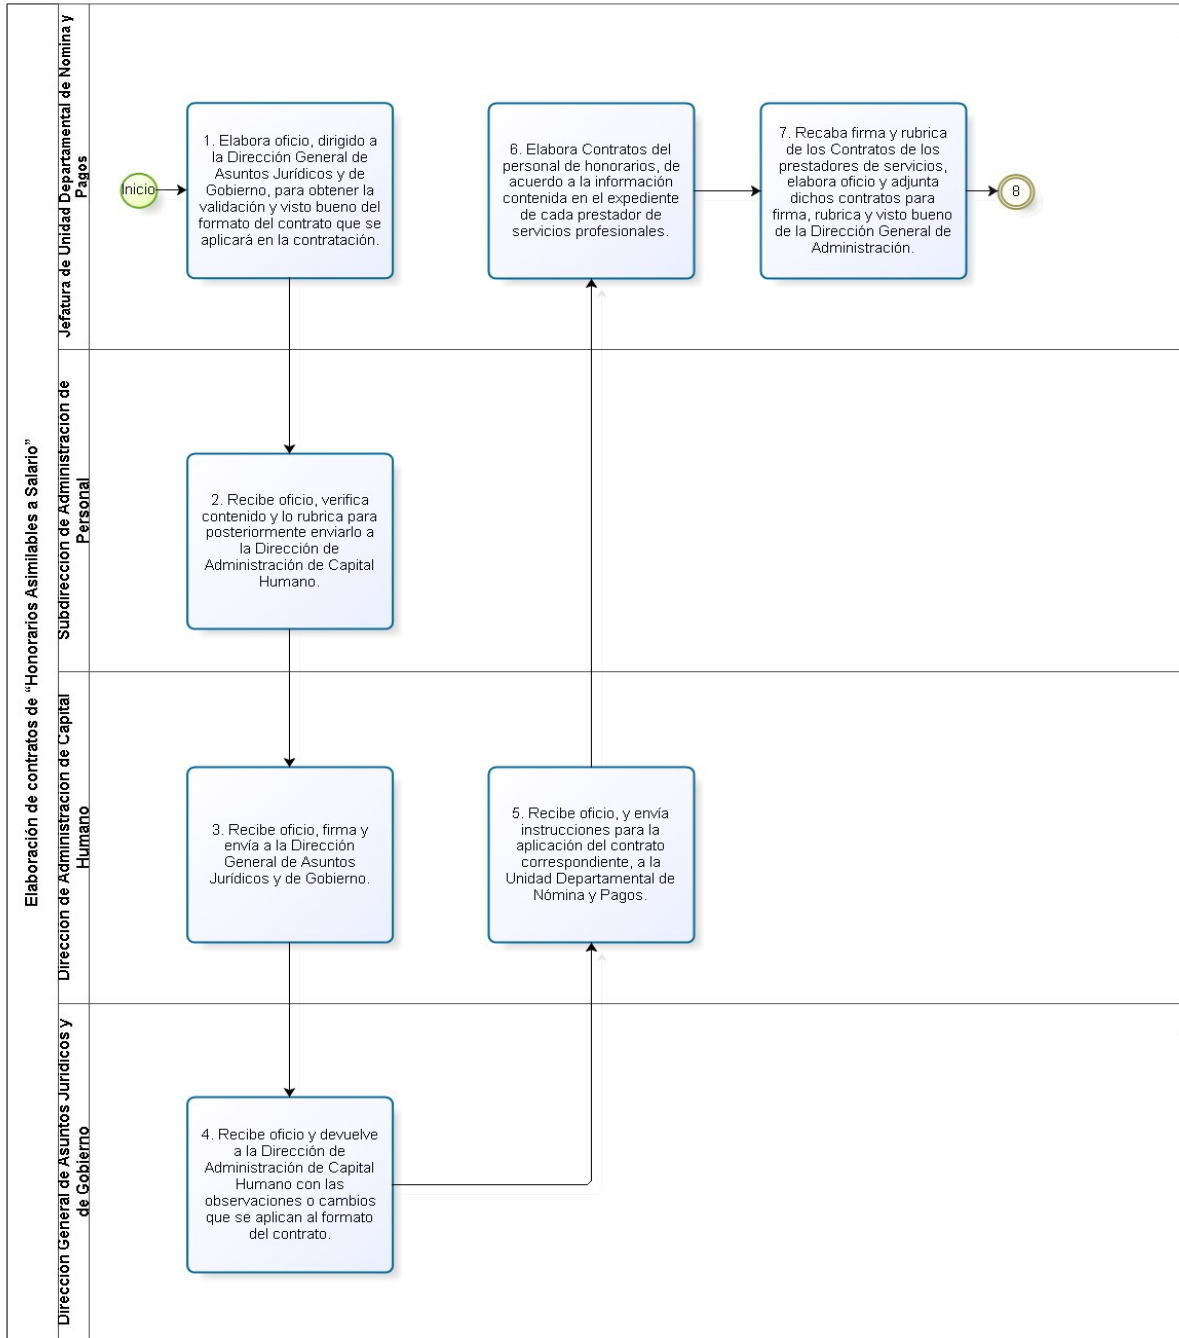 Elaboración de contratos de “Honorarios Asimilables a Salario”
Jefatura de Unidad Departamental de Nomina y
Pagos
Inicio
1. Elabora oficio, dirigido a
la Dirección General de
Asuntos Jurídicos y de
Gobierno, para obtener la
validación y visto bueno del
formato del contrato que se
aplicará en la contratación.
6. Elabora Contratos del
personal de honorarios, de
acuerdo a la información
contenida en el expediente
de cada prestador de
servicios profesionales.
7. Recaba firma y rubrica
de los Contratos de los
prestadores de servicios,
elabora oficio y adjunta
dichos contratos para
firma, rubrica y visto bueno
de la Dirección General de
Administración.
8
Subdireccion de Administracion de
Personal
2. Recibe oficio, verifica
contenido y lo rubrica para
posteriormente enviarlo a
la Dirección de
Administración de Capital
Humano.
Direccion de Administracion de Capital
Humano
3. Recibe oficio, firma y
envía a la Dirección
General de Asuntos
Jurídicos y de Gobierno.
5. Recibe oficio, y envía
instrucciones para la
aplicación del contrato
correspondiente, a la
Unidad Departamental de
Nómina y Pagos.
Direccion General de Asuntos Juridicos y
de Gobierno
4. Recibe oficio y devuelve
a la Dirección de
Administración de Capital
Humano con las
observaciones o cambios
que se aplican al formato
del contrato.